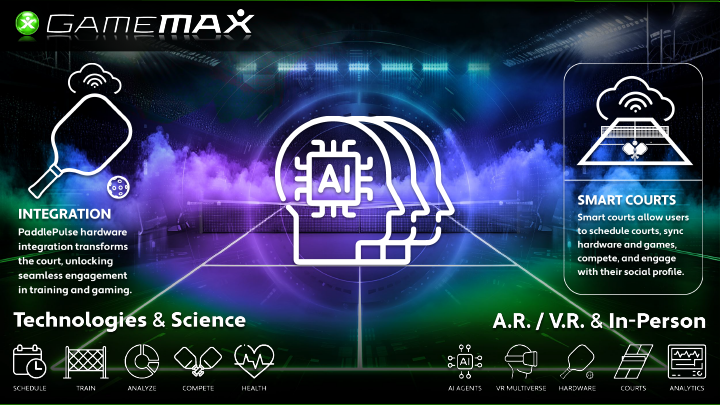 GAMEMAX
AI
INTEGRATION
PaddlePulse hardware
integration transforms
the court, unlocking
seamless engagement
in training and gaming.
SMART COURTS
Smart courts allow users
to schedule courts, sync
hardware and games,
compete, and engage
with their social profile.
Technologies & Science
SCHEDULE
TRAIN
ANALYZE
COMPETE
HEALTH
A.R. / V.R. & In-Person
AI
AI AGENTS
VR MULTIVERSE
HARDWARE
COURTS
ANALYTICS